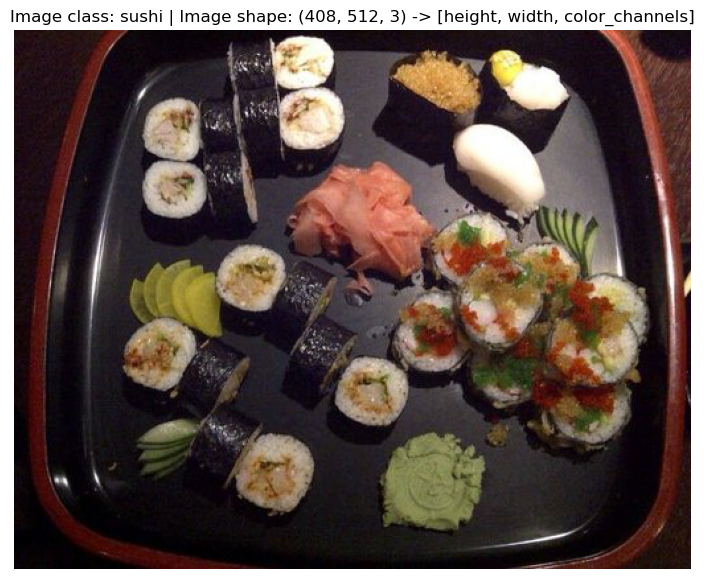 Image class: sushi | Image shape: (408, 512, 3) -> [height, width, color_channels]